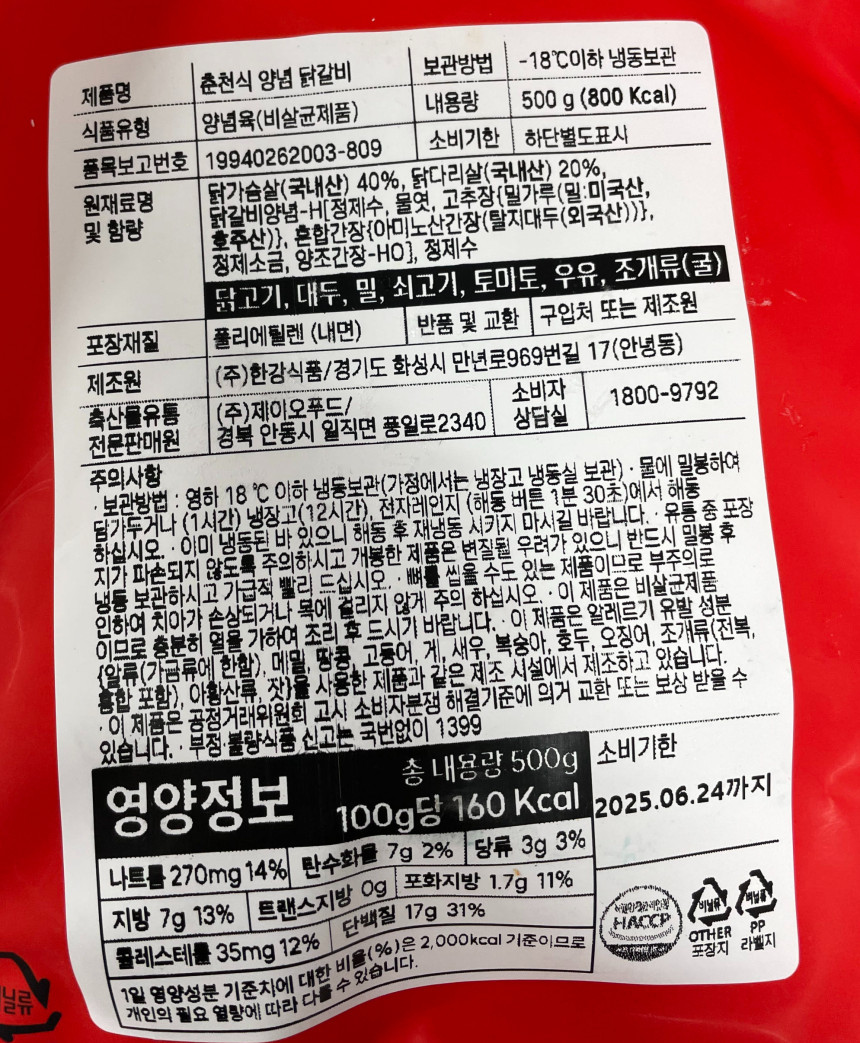 제품명 춘천식 양념 닭갈비 보관방법 -18℃이하 냉동보관
식품유형 양념육(비살균제품) 내용량 500 g (800 Kcal)
품목보고번호 19940262003-809 소비기한 하단별도표시
원재료명 및 함량 닭가슴살(국내산) 40%, 닭다리살(국내산) 20%,
닭갈비양념-H[정제수, 물엿, 고추장{밀가루(밀:미국산,
호주산)}, 혼합간장{아미노산간장(탈지대두(외국산))},
정제소금, 양조간장-HO], 정제수
닭고기, 대두, 밀, 쇠고기, 토마토, 우유, 조개류(굴)
포장재질 폴리에틸렌 (내면) 반품 및 교환 구입처 또는 제조원
제조원 (주)한강식품/경기도 화성시 만년로969번길 17(안녕동)
축산물유통 전문판매원 (주)제이오푸드/
경북 안동시 일직면 풍일로2340 소비자 상담실 1800-9792
주의사항
· 보관방법 : 영하 18 ℃ 이하 냉동보관(가정에서는 냉장고 냉동실 보관) · 물에 밀봉하여
담가두거나 (1시간) 냉장고(12시간), 전자레인지 (해동 버튼 1분 30초)에서 해동
하십시오. · 이미 냉동된 바 있으니 해동 후 재냉동 시키지 마시길 바랍니다. · 유통 중 포장
지가 파손되지 않도록 주의하시고 개봉한 제품은 변질될 우려가 있으니 반드시 밀봉 후
냉동 보관하시고 가급적 빨리 드십시오. · 뼈를 씹을 수도 있는 제품이므로 부주의로
인하여 치아가 손상되거나 목에 걸리지 않게 주의 하십시오 · 이 제품은 비살균제품
이므로 충분히 열을 가하여 조리 후 드시기 바랍니다. · 이 제품은 알레르기 유발 성분
{알류(가금류에 한함), 메밀, 땅콩, 고등어, 게, 새우, 복숭아, 호두, 오징어, 조개류(전복,
홍합 포함), 아황산류, 잣}을 사용한 제품과 같은 제조 시설에서 제조하고 있습니다.
· 이 제품은 공정거래위원회 고시 소비자분쟁 해결기준에 의거 교환 또는 보상 받을 수
있습니다. · 부정·불량식품 신고는 국번없이 1399
영양정보 총 내용량 500g
100g당 160 Kcal
나트륨 270mg 14% 탄수화물 7g 2% 당류 3g 3%
지방 7g 13% 트랜스지방 0g 포화지방 1.7g 11%
콜레스테롤 35mg 12% 단백질 17g 31%
1일 영양성분 기준치에 대한 비율(%)은 2,000kcal 기준이므로
개인의 필요 열량에 따라 다를 수 있습니다.
소비기한
2025.06.24까지
HACCP
비닐류
OTHER
포장지
비닐류
PP
라벨지
닐류